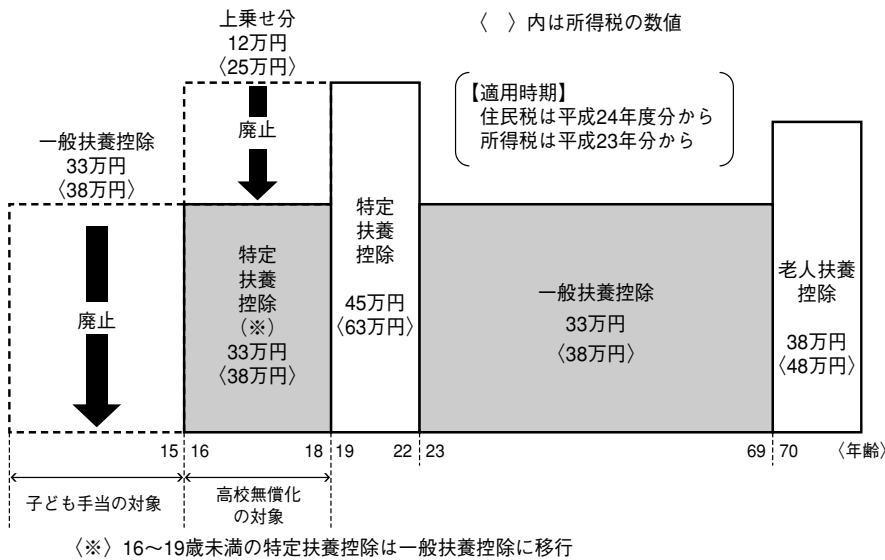 上乗せ分
12万円
〈25万円〉
〈　〉内は所得税の数値
【適用時期】
住民税は平成24年度分から
所得税は平成23年分から
廃止
一般扶養控除
33万円
〈38万円〉
廃止
特定
扶養
控除
（※）
33万円
〈38万円〉
特定
扶養
控除
45万円
〈63万円〉
一般扶養控除
33万円
〈38万円〉
老人扶養
控除
38万円
〈48万円〉
15 16 18 19 22 23 69 70 〈年齢〉
子ども手当の対象
高校無償化
の対象
〈※〉16～19歳未満の特定扶養控除は一般扶養控除に移行